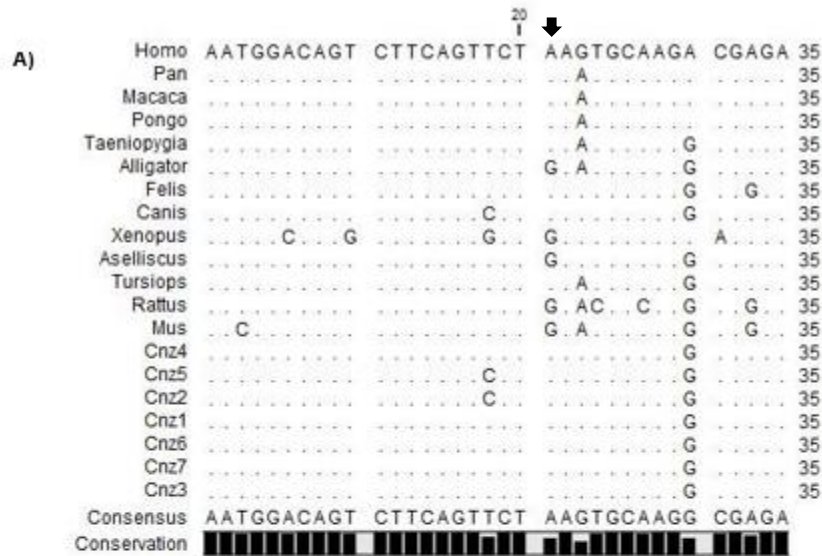 A)
20
Homo AATGGACAGT CTTCAGTTCT AAGTGCAAGA CGAGA 35
Pan .......... .......... ..A....... ..... 35
Macaca .......... .......... ..A....... ..... 35
Pongo .......... .......... ..A....... ..... 35
Taeniopygia .......... .......... ..A......G ..... 35
Alligator .......... .......... G.A......G ..... 35
Felis .......... .......... .........G ..G.. 35
Canis .......... .......C.. .........G ..... 35
Xenopus .....C...G .......G.. G......... A.... 35
Aselliscus .......... .......... G........G ..... 35
Tursiops .......... .......... ..A......G ..... 35
Rattus .......... .......... G.AC..C..G ..G.. 35
Mus ..C....... .......... G.A......G ..G.. 35
Cnz4 .......... .......... .........G ..... 35
Cnz5 .......... .......C.. .........G ..... 35
Cnz2 .......... .......C.. .........G ..... 35
Cnz1 .......... .......... .........G ..... 35
Cnz6 .......... .......... .........G ..... 35
Cnz7 .......... .......... .........G ..... 35
Cnz3 .......... .......... .........G ..... 35
Consensus AATGGACAGT CTTCAGTTCT AAGTGCAAGG CGAGA
Conservation